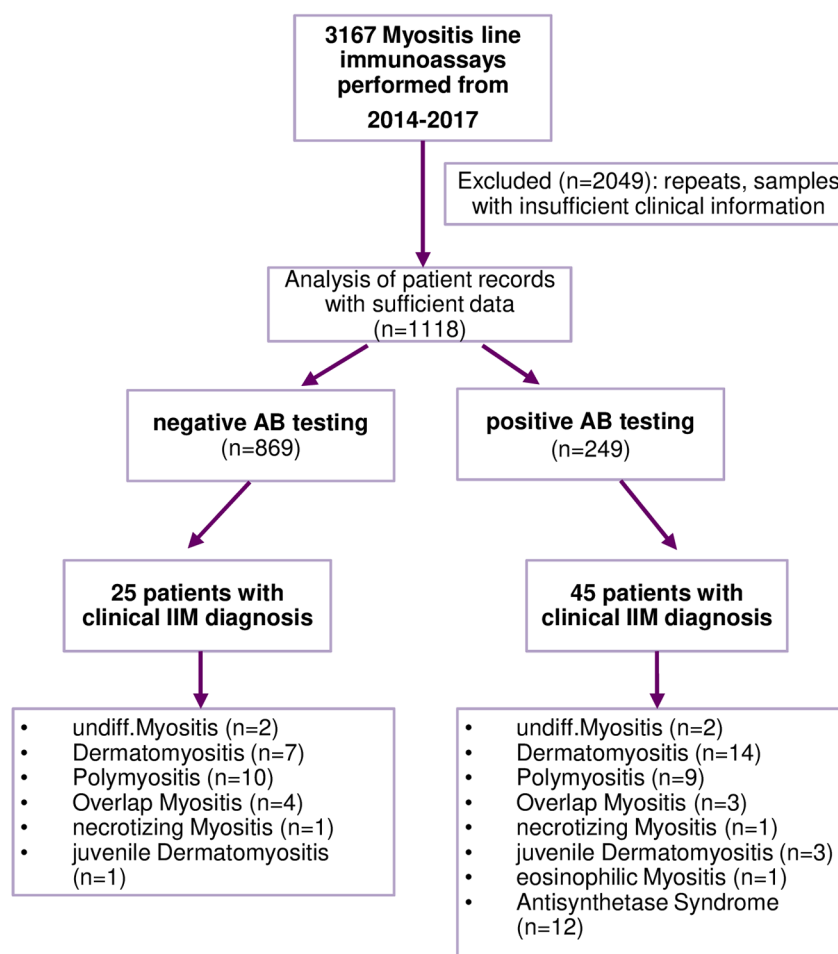 3167 Myositis line
immunoassays
performed from
2014-2017
Excluded (n=2049): repeats, samples
with insufficient clinical information
Analysis of patient records
with sufficient data
(n=1118)
negative AB testing
(n=869)
positive AB testing
(n=249)
25 patients with
clinical IIM diagnosis
45 patients with
clinical IIM diagnosis
• undiff.Myositis (n=2)
• Dermatomyositis (n=7)
• Polymyositis (n=10)
• Overlap Myositis (n=4)
• necrotizing Myositis (n=1)
• juvenile Dermatomyositis
(n=1)
• undiff.Myositis (n=2)
• Dermatomyositis (n=14)
• Polymyositis (n=9)
• Overlap Myositis (n=3)
• necrotizing Myositis (n=1)
• juvenile Dermatomyositis (n=3)
• eosinophilic Myositis (n=1)
• Antisynthetase Syndrome
(n=12)